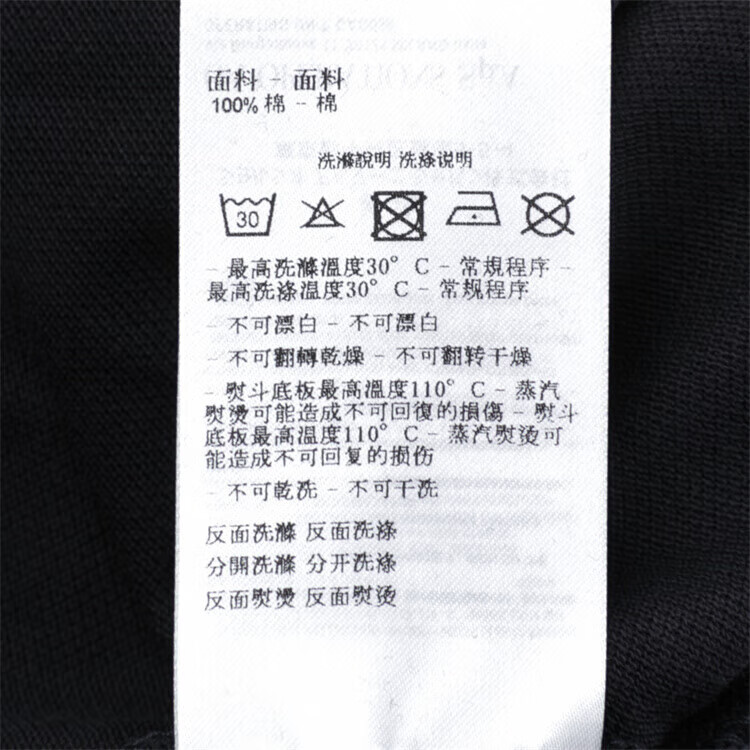 面料 - 面料
100% 棉 - 棉
洗滌說明 洗涤说明
30
- 最高洗滌溫度30° C - 常規程序 -
最高洗涤温度30° C - 常规程序
- 不可漂白 - 不可漂白
- 不可翻轉乾燥 - 不可翻转干燥
- 熨斗底板最高溫度110° C - 蒸汽
熨燙可能造成不可回復的損傷 - 熨斗
底板最高温度110° C - 蒸汽熨烫可
能造成不可回复的损伤
- 不可乾洗 - 不可干洗
反面洗滌 反面洗涤
分開洗滌 分开洗涤
反面熨燙 反面熨烫